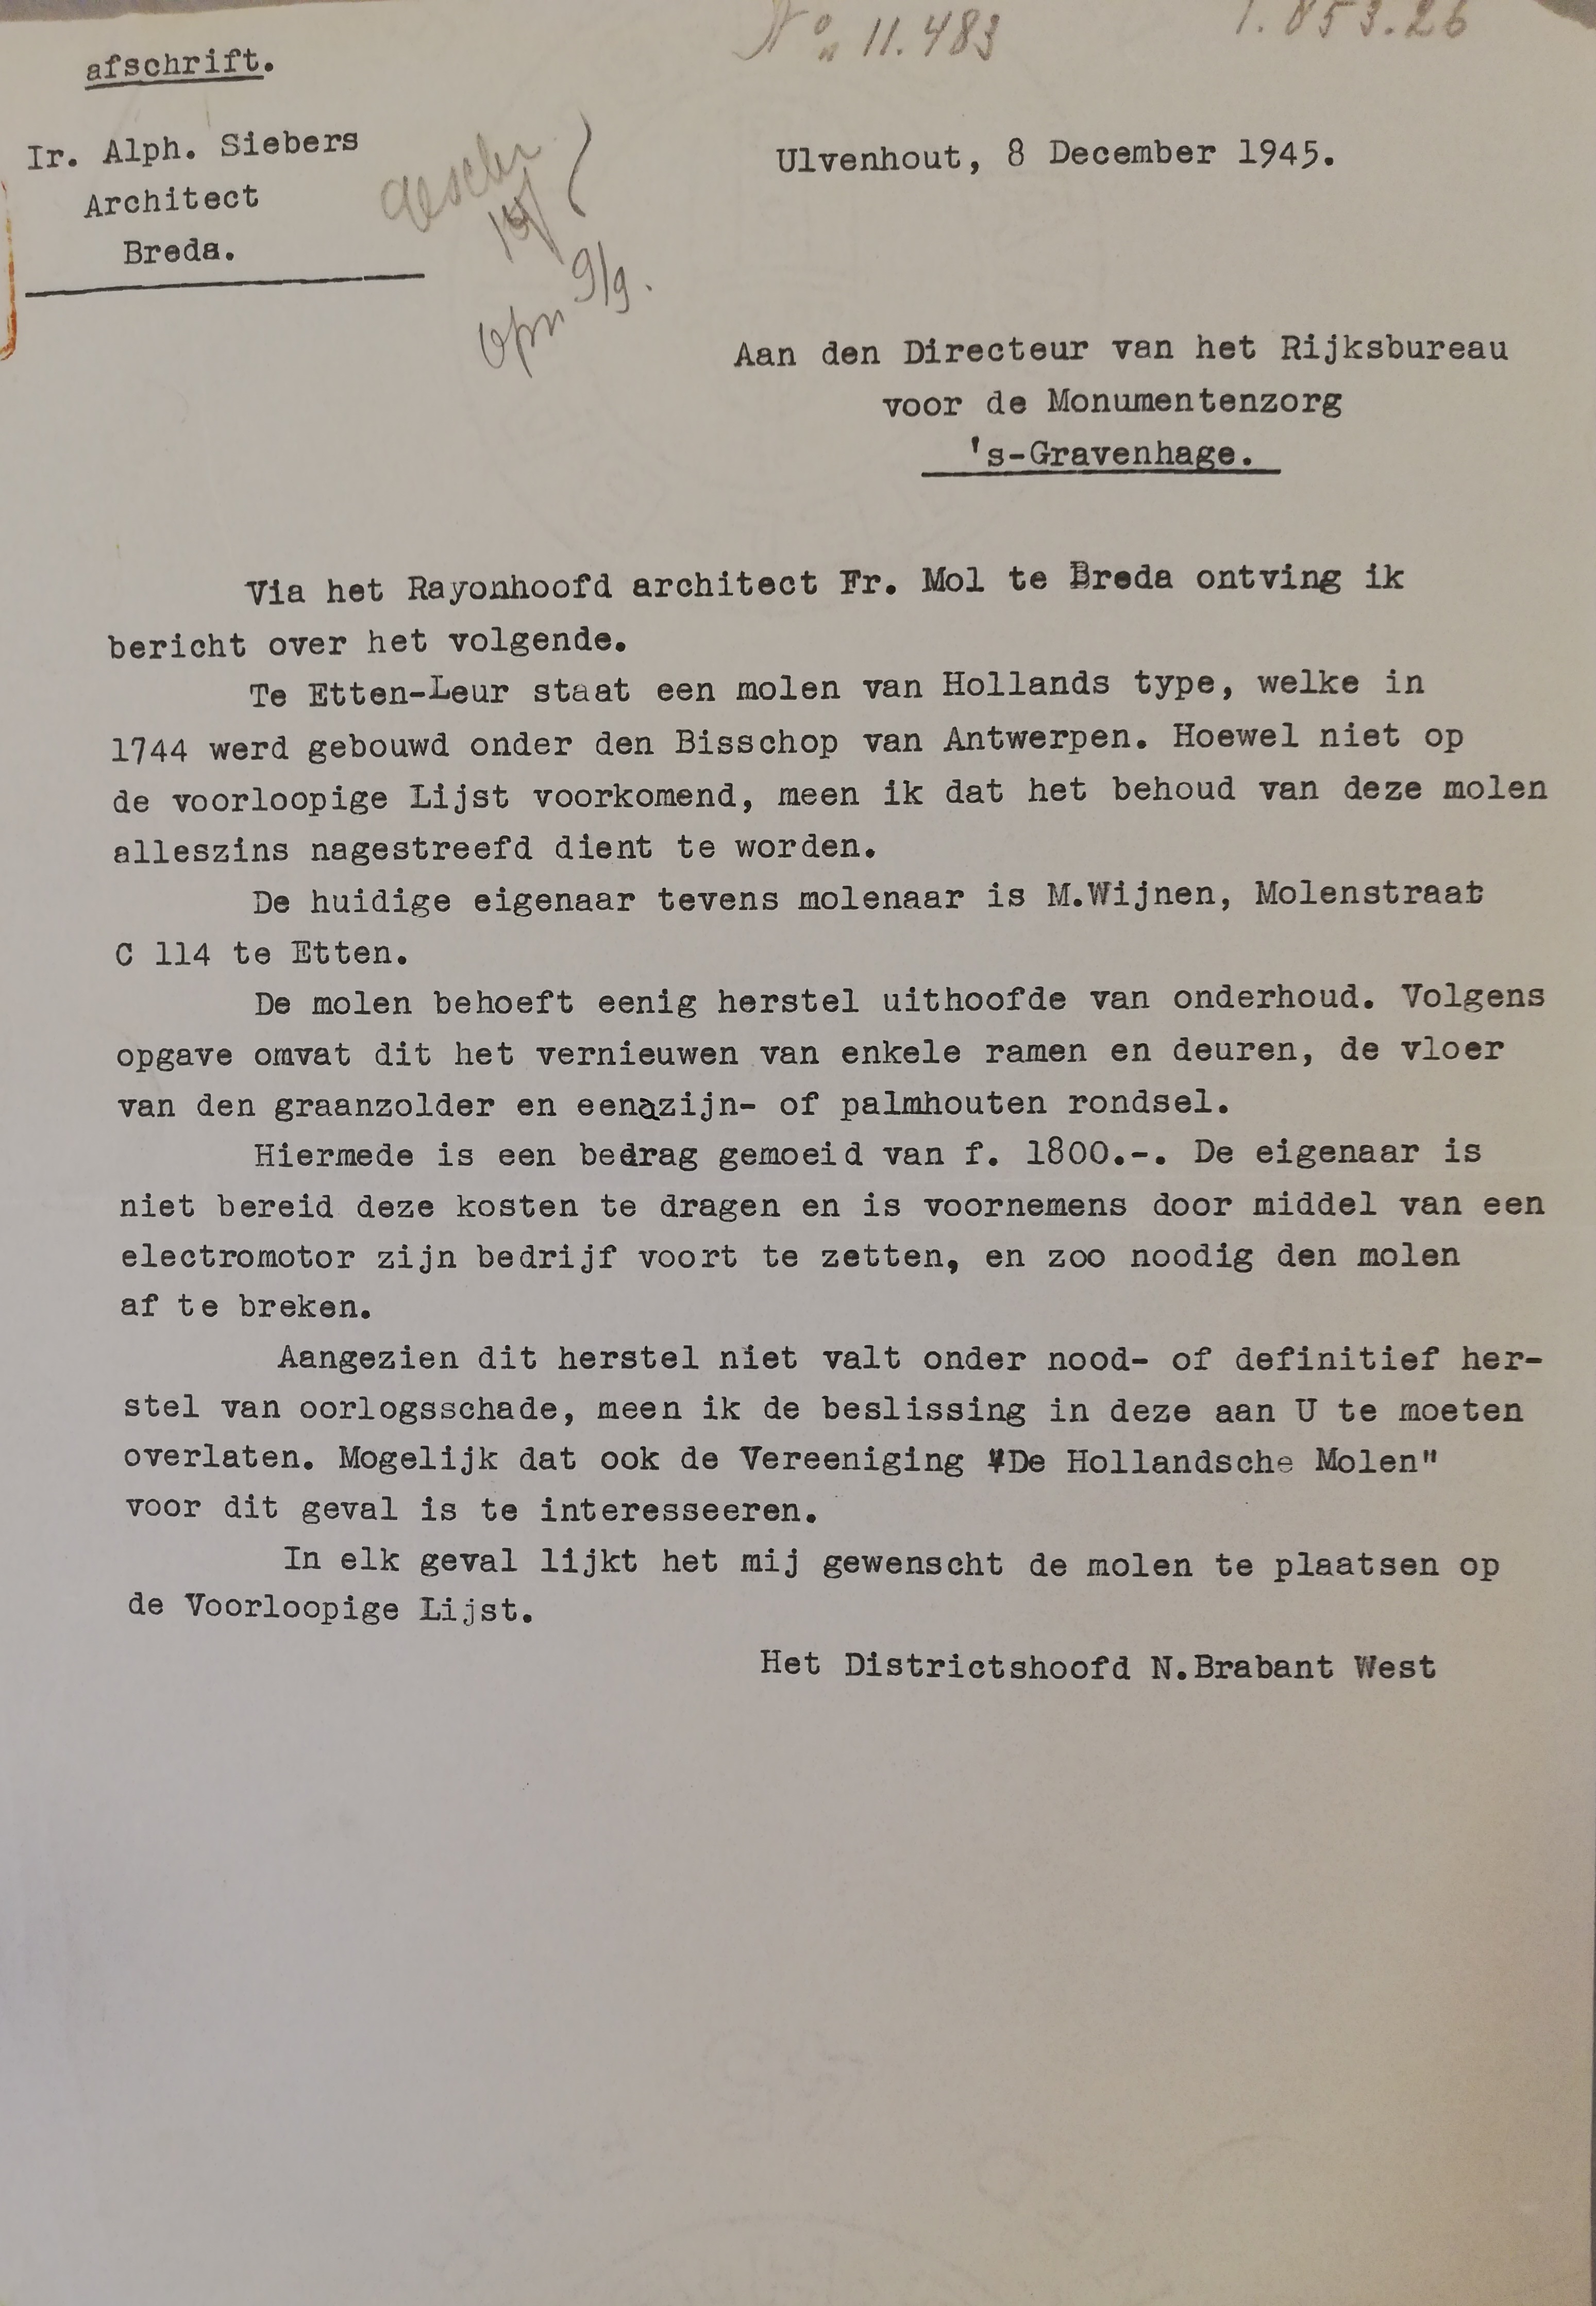 No. 11.483
1.853.26
afschrift.
Ir. Alph. Siebers
Architect
Breda.
Ulvenhout, 8 December 1945.
opm 9/9.
Aan den Directeur van het Rijksbureau
voor de Monumentenzorg
's-Gravenhage.
Via het Rayonhoofd architect Fr. Mol te Breda ontving ik
bericht over het volgende.
Te Etten-Leur staat een molen van Hollands type, welke in
1744 werd gebouwd onder den Bisschop van Antwerpen. Hoewel niet op
de voorloopige Lijst voorkomend, meen ik dat het behoud van deze molen
alleszins nagestreefd dient te worden.
De huidige eigenaar tevens molenaar is M.Wijnen, Molenstraat
C 114 te Etten.
De molen behoeft eenig herstel uithoofde van onderhoud. Volgens
opgave omvat dit het vernieuwen van enkele ramen en deuren, de vloer
van den graanzolder en eenazijn- of palmhouten rondsel.
Hiermede is een bedrag gemoeid van f. 1800.-. De eigenaar is
niet bereid deze kosten te dragen en is voornemens door middel van een
electromotor zijn bedrijf voort te zetten, en zoo noodig den molen
af te breken.
Aangezien dit herstel niet valt onder nood- of definitief her-
stel van oorlogsschade, meen ik de beslissing in deze aan U te moeten
overlaten. Mogelijk dat ook de Vereeniging "De Hollandsche Molen"
voor dit geval is te interesseeren.
In elk geval lijkt het mij gewenscht de molen te plaatsen op
de Voorloopige Lijst.
Het Districtshoofd N.Brabant West